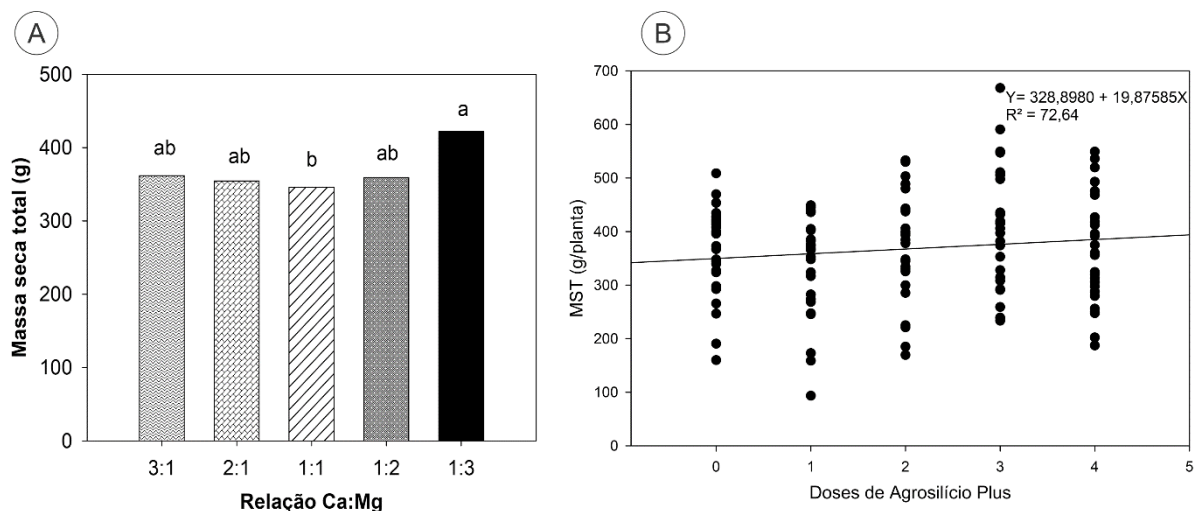 A
Massa seca total (g)
500
400
300
200
100
0
ab
ab
b
ab
a
3:1
2:1
1:1
1:2
1:3
Relação Ca:Mg
B
MST (g/planta)
700
600
500
400
300
200
100
0
Y= 328,8980 + 19,87585X
R² = 72,64
0
1
2
3
4
5
Doses de Agrosilício Plus